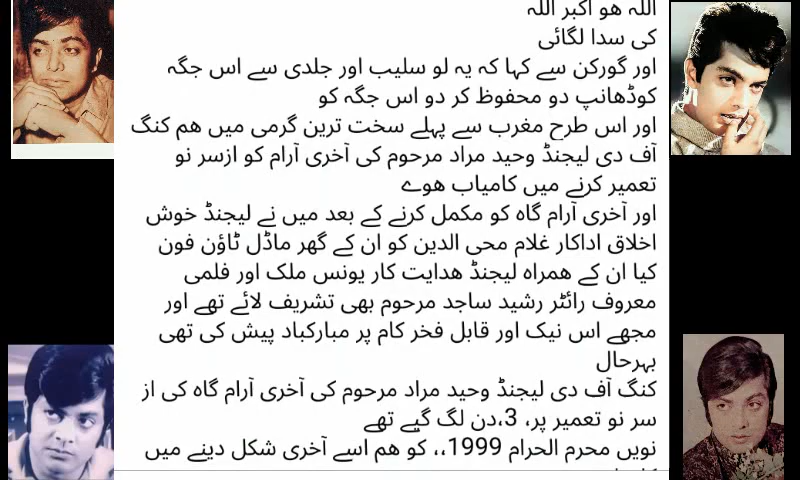 اللہ ھو اکبر اللہ
کی سدا لگائی
اور گورکن سے کہا کہ یہ لو سلیب اور جلدی سے اس جگہ
کوڈھانپ دو محفوظ کر دو اس جگہ کو
اور اس طرح مغرب سے پہلے سخت ترین گرمی میں ھم کنگ
آف دی لیجنڈ وحید مراد مرحوم کی آخری آرام کو ازسر نو
تعمیر کرنے میں کامیاب ھوۓ
اور آخری آرام گاہ کو مکمل کرنے کے بعد میں نے لیجنڈ خوش
اخلاق اداکار غلام محی الدین کو ان کے گھر ماڈل ٹاؤن فون
کیا ان کے ھمراہ لیجنڈ ھدایت کار یونس ملک اور فلمی
معروف رائٹر رشید ساجد مرحوم بھی تشریف لائے تھے اور
مجھے اس نیک اور قابل فخر کام پر مبارکباد پیش کی تھی
بہرحال
کنگ آف دی لیجنڈ وحید مراد مرحوم کی آخری آرام گاہ کی از
سر نو تعمیر پر، 3،دن لگ گیے تھے
نویں محرم الحرام 1999،، کو ھم اسے آخری شکل دینے میں